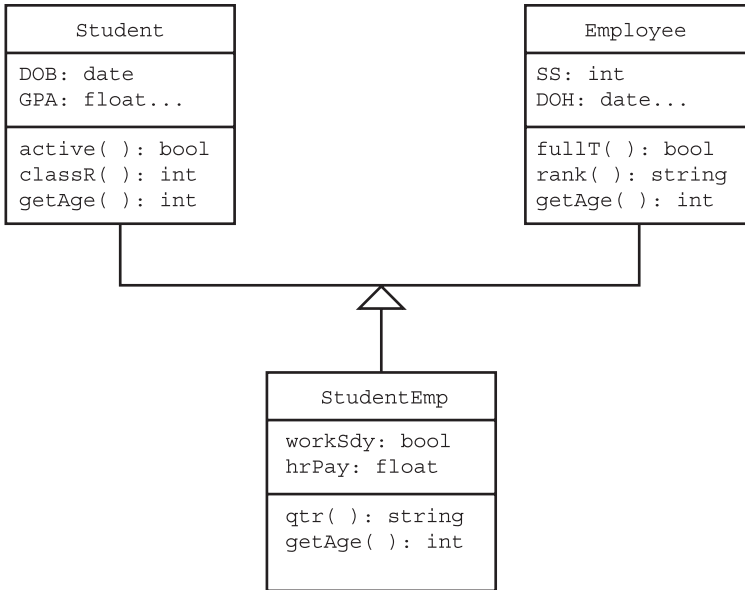 Student
DOB: date
GPA: float...
active( ): bool
classR( ): int
getAge( ): int
Employee
SS: int
DOH: date...
fullT( ): bool
rank( ): string
getAge( ): int
StudentEmp
workSdy: bool
hrPay: float
qtr( ): string
getAge( ): int